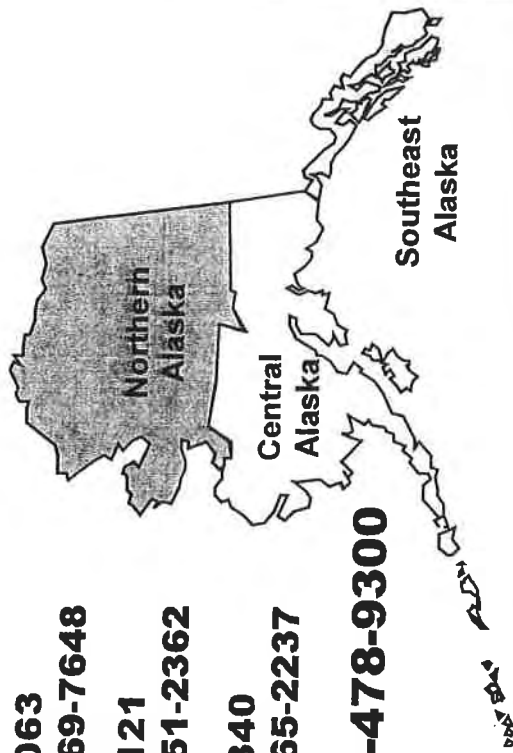 063
69-7648
121
51-2362
340
65-2237
-478-9300
Northern
Alaska
Central
Alaska
Southeast
Alaska